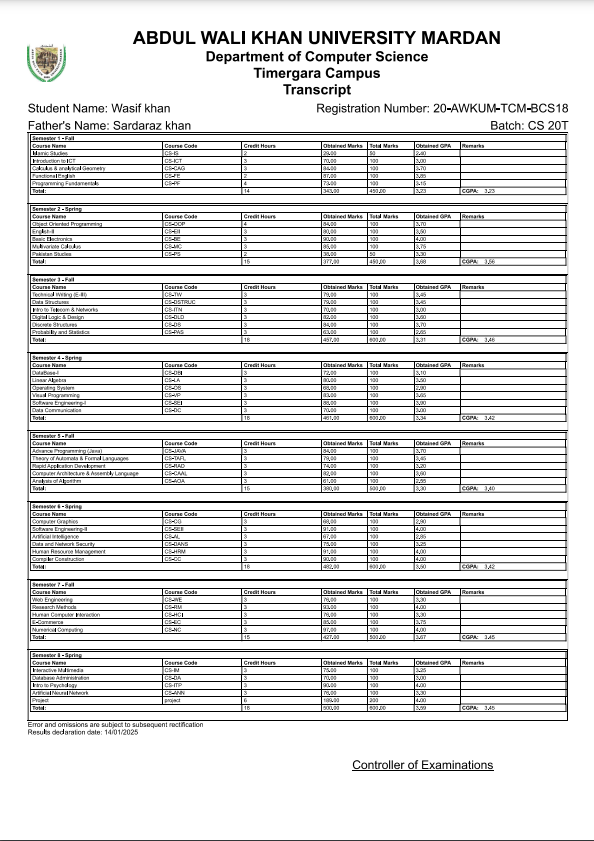 ABDUL WALI KHAN UNIVERSITY MARDAN
Department of Computer Science
Timergara Campus
Transcript
Student Name: Wasif khan Registration Number: 20-AWKUM-TCM-BCS18
Father's Name: Sardaraz khan Batch: CS 20T
Semester 1 - Fall
Course Name Course Code Credit Hours Obtained Marks Total Marks Obtained GPA Remarks
Islamic Studies CS-IS 2 29.00 50 2.40
Introduction to ICT CS-ICT 3 70.00 100 3.00
Calculus & analytical Geometry CS-CAG 3 84.00 100 3.70
Functional English CS-FE 2 87.00 100 3.85
Programming Fundamentals CS-PF 4 73.00 100 3.15
Total: 14 343.00 450.00 3.23 CGPA: 3.23
Semester 2 - Spring
Course Name Course Code Credit Hours Obtained Marks Total Marks Obtained GPA Remarks
Object Oriented Programming CS-OOP 4 84.00 100 3.70
English-II CS-EII 3 80.00 100 3.50
Basic Electronics CS-BE 3 90.00 100 4.00
Multivariate Calculus CS-MC 3 85.00 100 3.75
Pakistan Studies CS-PS 2 38.00 50 3.30
Total: 15 377.00 450.00 3.68 CGPA: 3.56
Semester 3 - Fall
Course Name Course Code Credit Hours Obtained Marks Total Marks Obtained GPA Remarks
Technical Writing (E-III) CS-TW 3 79.00 100 3.45
Data Structures CS-DSTRUC 3 79.00 100 3.45
Intro to Telecom & Networks CS-ITN 3 70.00 100 3.00
Digital Logic & Design CS-DLD 3 82.00 100 3.60
Discrete Structures CS-DS 3 84.00 100 3.70
Probability and Statistics CS-PAS 3 63.00 100 2.65
Total: 18 457.00 600.00 3.31 CGPA: 3.46
Semester 4 - Spring
Course Name Course Code Credit Hours Obtained Marks Total Marks Obtained GPA Remarks
DataBase-I CS-DBI 3 72.00 100 3.10
Linear Algebra CS-LA 3 80.00 100 3.50
Operating System CS-OS 3 68.00 100 2.90
Visual Programming CS-VP 3 83.00 100 3.65
Software Engineering-I CS-SEI 3 88.00 100 3.90
Data Communication CS-DC 3 70.00 100 3.00
Total: 18 461.00 600.00 3.34 CGPA: 3.42
Semester 5 - Fall
Course Name Course Code Credit Hours Obtained Marks Total Marks Obtained GPA Remarks
Advance Programming (Java) CS-JAVA 3 84.00 100 3.70
Theory of Automata & Formal Languages CS-TAFL 3 79.00 100 3.45
Rapid Application Development CS-RAD 3 74.00 100 3.20
Computer Architecture & Assembly Language CS-CAAL 3 82.00 100 3.60
Analysis of Algorithm CS-AOA 3 61.00 100 2.55
Total: 15 380.00 500.00 3.30 CGPA: 3.40
Semester 6 - Spring
Course Name Course Code Credit Hours Obtained Marks Total Marks Obtained GPA Remarks
Computer Graphics CS-CG 3 68.00 100 2.90
Software Engineering-II CS-SEII 3 91.00 100 4.00
Artificial Intelligence CS-AL 3 67.00 100 2.85
Data and Network Security CS-DANS 3 75.00 100 3.25
Human Resource Management CS-HRM 3 91.00 100 4.00
Compiler Construction CS-CC 3 90.00 100 4.00
Total: 18 482.00 600.00 3.50 CGPA: 3.42
Semester 7 - Fall
Course Name Course Code Credit Hours Obtained Marks Total Marks Obtained GPA Remarks
Web Engineering CS-WE 3 76.00 100 3.30
Research Methods CS-RM 3 93.00 100 4.00
Human Computer Interaction CS-HCI 3 76.00 100 3.30
E-Commerce CS-EC 3 85.00 100 3.75
Numerical Computing CS-NC 3 97.00 100 4.00
Total: 15 427.00 500.00 3.67 CGPA: 3.45
Semester 8 - Spring
Course Name Course Code Credit Hours Obtained Marks Total Marks Obtained GPA Remarks
Interactive Multimedia CS-IM 3 75.00 100 3.25
Database Administration CS-DA 3 70.00 100 3.00
Intro to Psychology CS-ITP 3 90.00 100 4.00
Artificial Neural Network CS-ANN 3 76.00 100 3.30
Project project 6 189.00 200 4.00
Total: 18 500.00 600.00 3.59 CGPA: 3.45
Error and omissions are subject to subsequent rectification
Results declaration date: 14/01/2025
Controller of Examinations